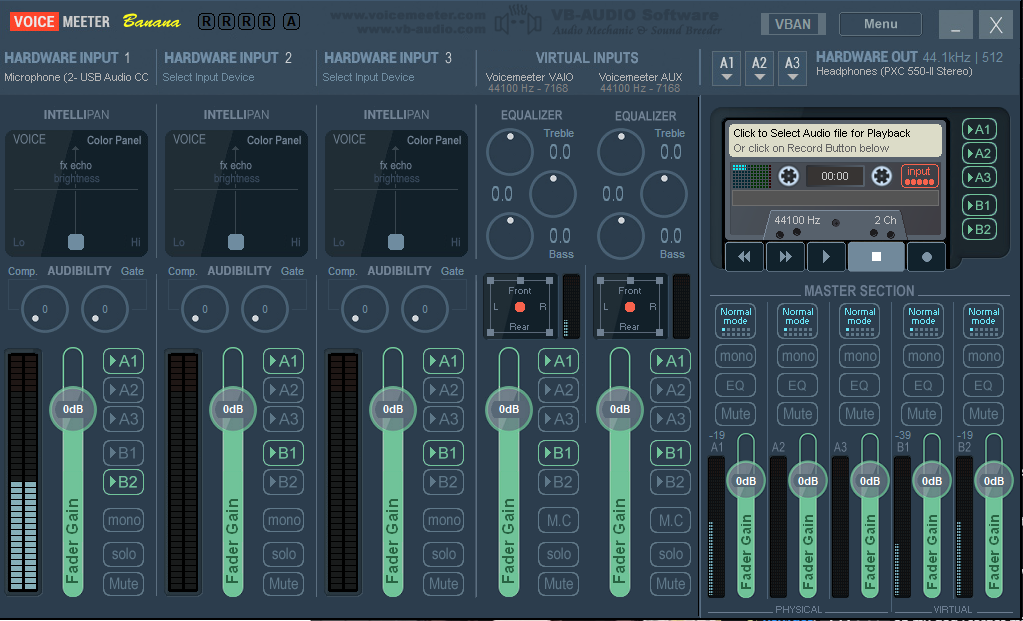 VOICE MEETER Banana R R R R A
www.voicemeeter.com
www.vb-audio.com
VB-AUDIO Software
Audio Mechanic & Sound Breeder
VBAN Menu _ X
HARDWARE INPUT 1
Microphone (2- USB Audio CO
HARDWARE INPUT 2
Select Input Device
HARDWARE INPUT 3
Select Input Device
VIRTUAL INPUTS
Voicemeeter VAIO
44100 Hz - 7168
Voicemeeter AUX
44100 Hz - 7168
A1 A2 A3
HARDWARE OUT 44.1kHz | 512
Headphones (PXC 550-II Stereo)
INTELLIPAN
VOICE Color Panel
fx echo
brightness
Lo Hi
Comp. AUDIBILITY Gate
0 0
A1
A2
A3
B1
B2
mono
solo
Mute
0dB
Fader Gain
INTELLIPAN
VOICE Color Panel
fx echo
brightness
Lo Hi
Comp. AUDIBILITY Gate
0 0
A1
A2
A3
B1
B2
mono
solo
Mute
0dB
Fader Gain
INTELLIPAN
VOICE Color Panel
fx echo
brightness
Lo Hi
Comp. AUDIBILITY Gate
0 0
A1
A2
A3
B1
B2
mono
solo
Mute
0dB
Fader Gain
EQUALIZER
Treble
0.0
0.0
0.0
Bass
Front
L R
Rear
A1
A2
A3
B1
B2
M.C
solo
Mute
0dB
Fader Gain
EQUALIZER
Treble
0.0
0.0
0.0
Bass
Front
L R
Rear
A1
A2
A3
B1
B2
M.C
solo
Mute
0dB
Fader Gain
Click to Select Audio file for Playback
Or click on Record Button below
00:00 input
44100 Hz 2 Ch
A1
A2
A3
B1
B2
MASTER SECTION
Normal mode Normal mode Normal mode Normal mode Normal mode
mono mono mono mono mono
EQ EQ EQ EQ EQ
Mute Mute Mute Mute Mute
-19 -39 -19
A1 A2 A3 B1 B2
0dB 0dB 0dB 0dB 0dB
Fader Gain Fader Gain Fader Gain Fader Gain Fader Gain
PHYSICAL VIRTUAL